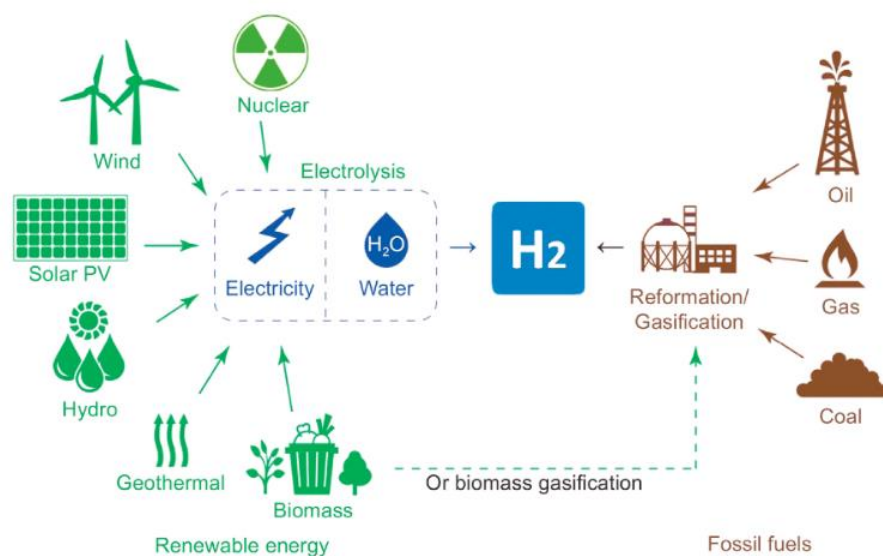 Nuclear
Wind
Electrolysis
Oil
Solar PV
H₂O
H2
Electricity
Water
Reformation/
Gasification
Gas
Hydro
Coal
Geothermal
Biomass
Or biomass gasification
Renewable energy
Fossil fuels